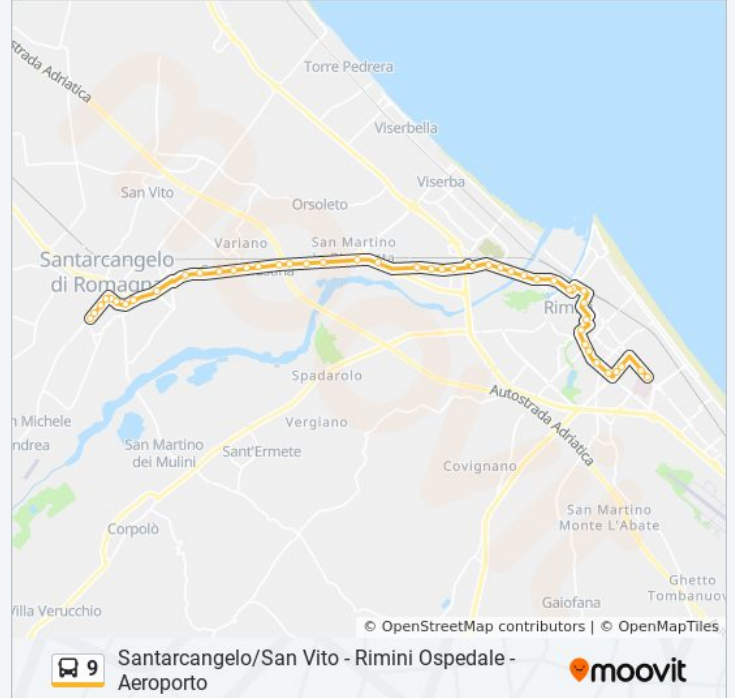 strada Adriatica
Torre Pedrera
Viserbella
Viserba
San Vito
Orsoleto
Variano
San Martino
Santarcangelo
di Romagn
Rim
Spadarolo
Autostrada Adriatica
n Michele
ndrea
Vergiano
San Martino
dei Mulini
Sant'Ermete
Covignano
San Martino
Monte L'Abate
Corpolò
Ghetto
Tombanuov
Gaiofana
Villa Verucchio
© OpenStreetMap contributors | © OpenMapTiles
9
Santarcangelo/San Vito - Rimini Ospedale -
Aeroporto
moovit